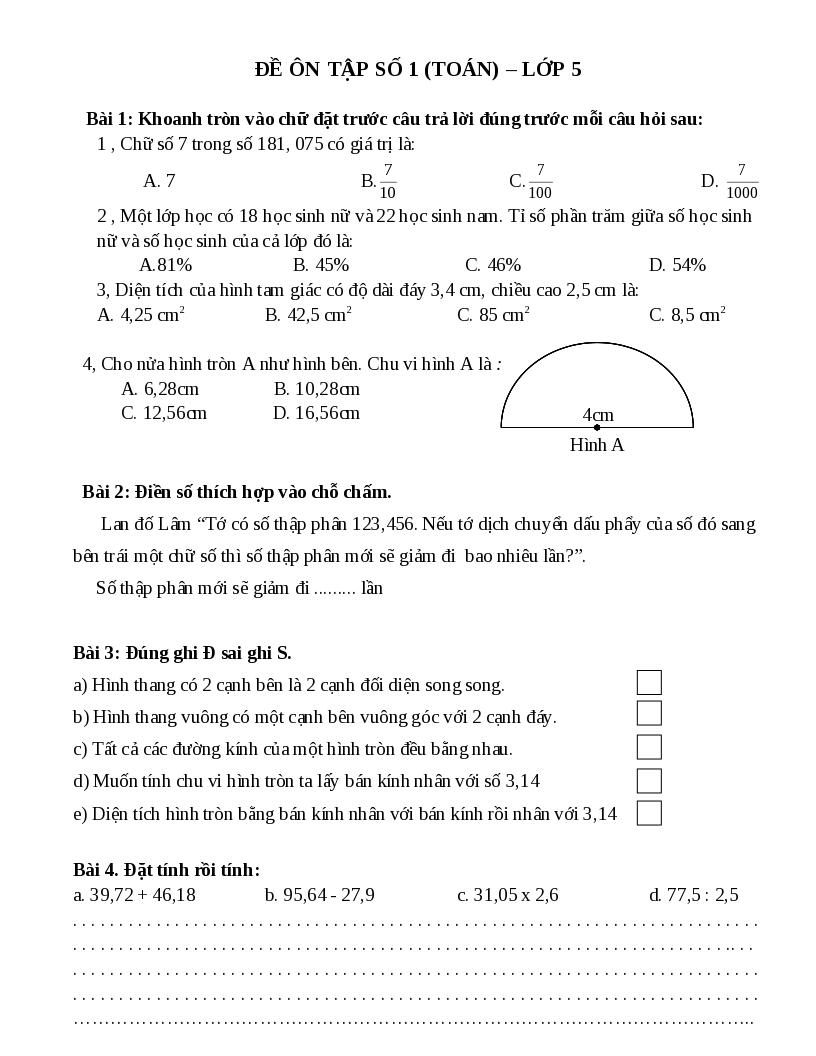 ĐỀ ÔN TẬP SỐ 1 (TOÁN) – LỚP 5
Bài 1: Khoanh tròn vào chữ đặt trước câu trả lời đúng trước mỗi câu hỏi sau:
1 , Chữ số 7 trong số 181, 075 có giá trị là:
A. 7 B. 7/10 C. 7/100 D. 7/1000
2 , Một lớp học có 18 học sinh nữ và 22 học sinh nam. Tỉ số phần trăm giữa số học sinh
nữ và số học sinh của cả lớp đó là:
A.81% B. 45% C. 46% D. 54%
3, Diện tích của hình tam giác có độ dài đáy 3,4 cm, chiều cao 2,5 cm là:
A. 4,25 cm² B. 42,5 cm² C. 85 cm² C. 8,5 cm²
4, Cho nửa hình tròn A như hình bên. Chu vi hình A là :
A. 6,28cm B. 10,28cm
C. 12,56cm D. 16,56cm
4cm
Hình A
Bài 2: Điền số thích hợp vào chỗ chấm.
Lan đố Lâm “Tớ có số thập phân 123,456. Nếu tớ dịch chuyển dấu phẩy của số đó sang
bên trái một chữ số thì số thập phân mới sẽ giảm đi bao nhiêu lần?”.
Số thập phân mới sẽ giảm đi ......... lần
Bài 3: Đúng ghi Đ sai ghi S.
a) Hình thang có 2 cạnh bên là 2 cạnh đối diện song song.
b) Hình thang vuông có một cạnh bên vuông góc với 2 cạnh đáy.
c) Tất cả các đường kính của một hình tròn đều bằng nhau.
d) Muốn tính chu vi hình tròn ta lấy bán kính nhân với số 3,14
e) Diện tích hình tròn bằng bán kính nhân với bán kính rồi nhân với 3,14
Bài 4. Đặt tính rồi tính:
a. 39,72 + 46,18 b. 95,64 - 27,9 c. 31,05 x 2,6 d. 77,5 : 2,5